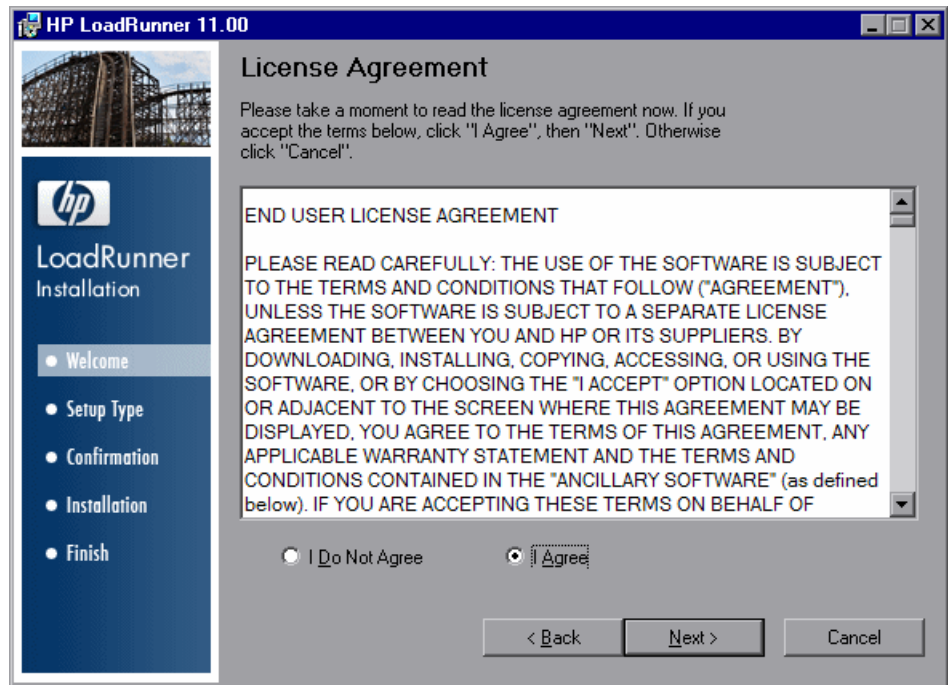 HP LoadRunner 11.00
hp
LoadRunner
Installation
Welcome
Setup Type
Confirmation
Installation
Finish
License Agreement
Please take a moment to read the license agreement now. If you
accept the terms below, click "I Agree", then "Next". Otherwise
click "Cancel".
END USER LICENSE AGREEMENT
PLEASE READ CAREFULLY: THE USE OF THE SOFTWARE IS SUBJECT
TO THE TERMS AND CONDITIONS THAT FOLLOW ("AGREEMENT"),
UNLESS THE SOFTWARE IS SUBJECT TO A SEPARATE LICENSE
AGREEMENT BETWEEN YOU AND HP OR ITS SUPPLIERS. BY
DOWNLOADING, INSTALLING, COPYING, ACCESSING, OR USING THE
SOFTWARE, OR BY CHOOSING THE "I ACCEPT" OPTION LOCATED ON
OR ADJACENT TO THE SCREEN WHERE THIS AGREEMENT MAY BE
DISPLAYED, YOU AGREE TO THE TERMS OF THIS AGREEMENT, ANY
APPLICABLE WARRANTY STATEMENT AND THE TERMS AND
CONDITIONS CONTAINED IN THE "ANCILLARY SOFTWARE" (as defined
below). IF YOU ARE ACCEPTING THESE TERMS ON BEHALF OF
I Do Not Agree
I Agree
< Back
Next >
Cancel